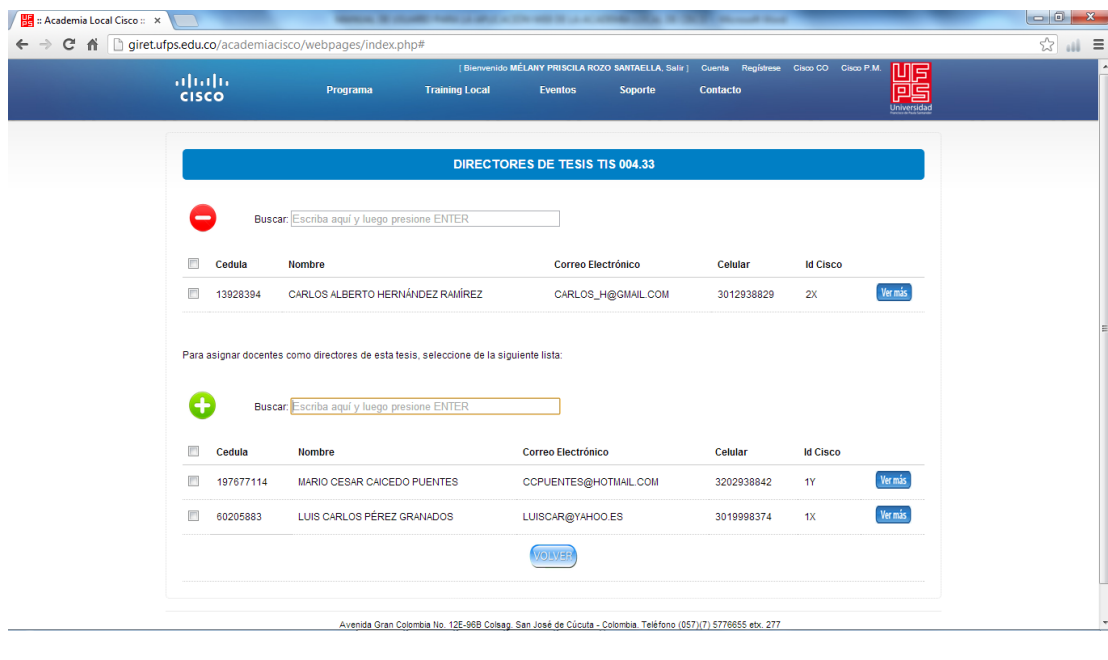 :: Academia Local Cisco ::
giret.ufps.edu.co/academiacisco/webpages/index.php#
[ Bienvenido MÉLANY PRISCILA ROZO SANTAELLA, Salir ] Cuenta Regístrese Cisco CO Cisco P.M.
CISCO
Programa Training Local Eventos Soporte Contacto
UFPS
Universidad
DIRECTORES DE TESIS TIS 004.33
Buscar: Escriba aquí y luego presione ENTER
Cedula Nombre Correo Electrónico Celular Id Cisco
13928394 CARLOS ALBERTO HERNÁNDEZ RAMÍREZ CARLOS_H@GMAIL.COM 3012938829 2X Ver más
Para asignar docentes como directores de esta tesis, seleccione de la siguiente lista:
Buscar: Escriba aquí y luego presione ENTER
Cedula Nombre Correo Electrónico Celular Id Cisco
197677114 MARIO CESAR CAICEDO PUENTES CCPUENTES@HOTMAIL.COM 3202938842 1Y Ver más
60205883 LUIS CARLOS PÉREZ GRANADOS LUISCAR@YAHOO.ES 3019998374 1X Ver más
VOLVER
Avenida Gran Colombia No. 12E-96B Colsag. San José de Cúcuta - Colombia. Teléfono (057)(7) 5776655 etx. 277